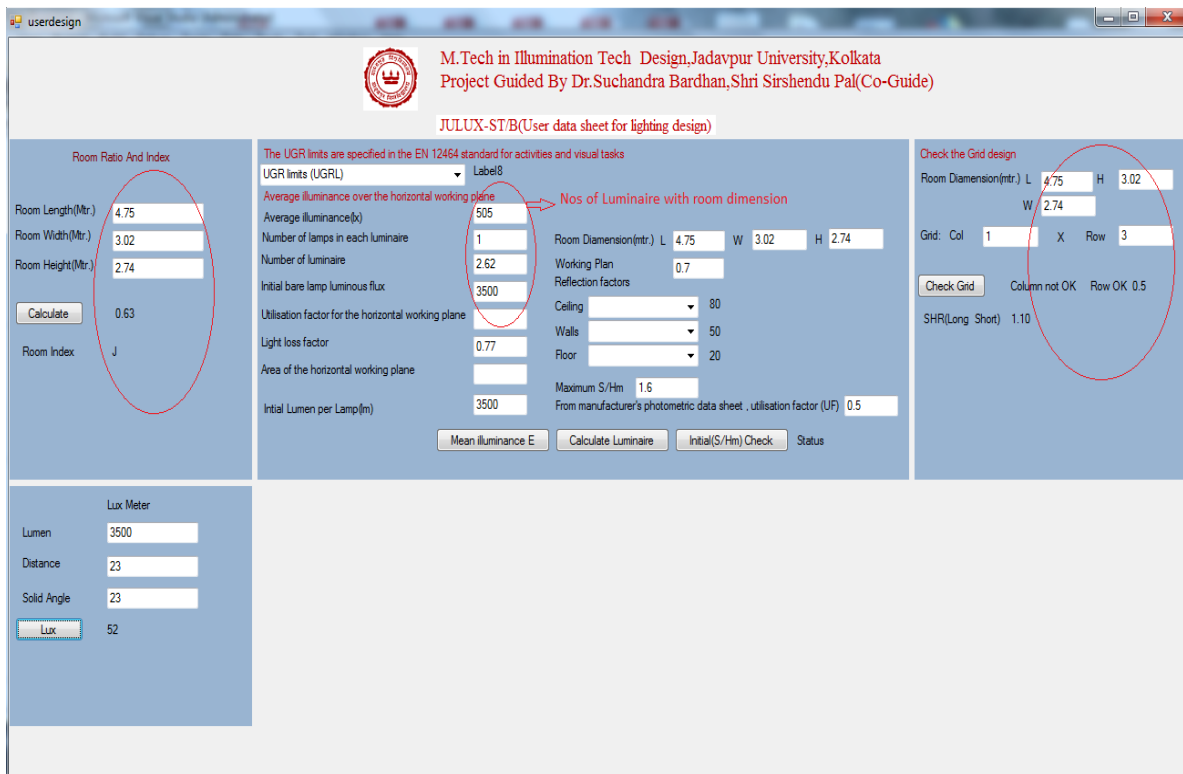 userdesign
M.Tech in Illumination Tech Design,Jadavpur University,Kolkata
Project Guided By Dr.Suchandra Bardhan,Shri Sirshendu Pal(Co-Guide)
JULUX-ST/B(User data sheet for lighting design)
Room Ratio And Index
Room Length(Mtr.) 4.75
Room Width(Mtr.) 3.02
Room Height(Mtr.) 2.74
Calculate 0.63
Room Index J
The UGR limits are specified in the EN 12464 standard for activities and visual tasks
UGR limits (UGRL) Label8
Average illuminance over the horizontal working plane
Nos of Luminaire with room dimension
Average illuminance(lx) 505
Number of lamps in each luminaire 1
Number of luminaire 2.62
Initial bare lamp luminous flux 3500
Utilisation factor for the horizontal working plane
Light loss factor 0.77
Area of the horizontal working plane
Intial Lumen per Lamp(lm) 3500
Room Diamension(mtr.) L 4.75 W 3.02 H 2.74
Working Plan 0.7
Reflection factors
Ceiling 80
Walls 50
Floor 20
Maximum S/Hm 1.6
From manufacturer's photometric data sheet , utilisation factor (UF) 0.5
Mean illuminance E Calculate Luminaire Initial(S/Hm) Check Status
Check the Grid design
Room Diamension(mtr.) L 4.75 H 3.02
W 2.74
Grid: Col 1 X Row 3
Check Grid Column not OK Row OK 0.5
SHR(Long Short) 1.10
Lux Meter
Lumen 3500
Distance 23
Solid Angle 23
Lux 52